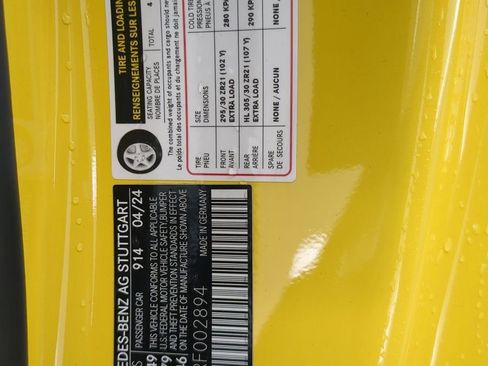 TIRE AND LOADING
RENSEIGNEMENTS SUR LES
SEATING CAPACITY
NOMBRE DE PLACES
TOTAL 4
The combined weight of occupants and cargo should never
Le poids total des occupants et du chargement ne doit jamais
TIRE
PNEU
SIZE
DIMENSIONS
COLD TIRE
PRESSION
PNEUS À
FRONT
AVANT
295/30 ZR21 (102 Y)
EXTRA LOAD
280 KPA
REAR
ARRIERE
HL 305/30 ZR21 (107 Y)
EXTRA LOAD
290 KPA
SPARE
DE SECOURS
NONE / AUCUN
NONE /
EDES-BENZ AG STUTTGART
PASSENGER CAR 914 04/24
THIS VEHICLE CONFORMS TO ALL APPLICABLE
U.S. FEDERAL MOTOR VEHICLE SAFETY, BUMPER
AND THEFT PREVENTION STANDARDS IN EFFECT
ON THE DATE OF MANUFACTURE SHOWN ABOVE
RF002894
MADE IN GERMANY